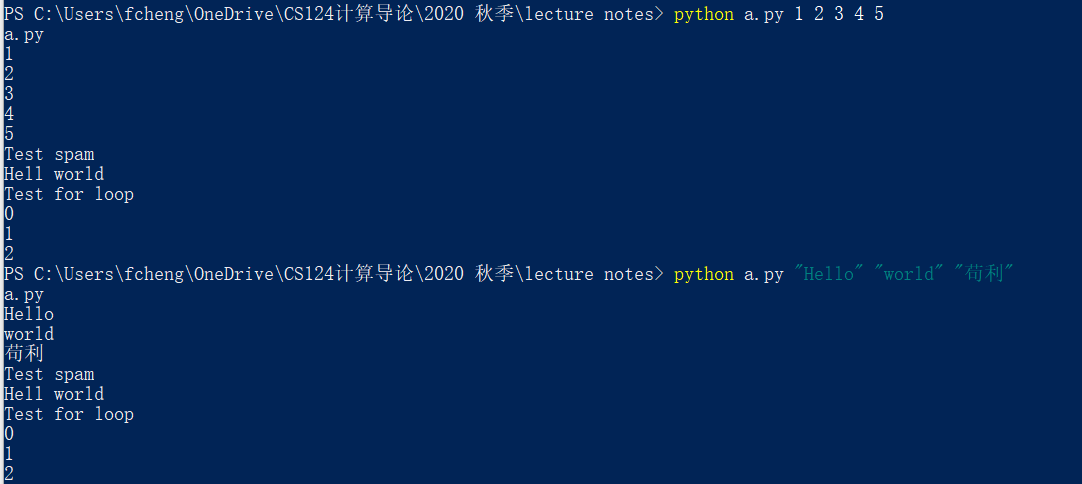 PS C:\Users\fcheng\OneDrive\CS124计算导论\2020 秋季\lecture notes> python a.py 1 2 3 4 5
a.py
1
2
3
4
5
Test spam
Hell world
Test for loop
0
1
2
PS C:\Users\fcheng\OneDrive\CS124计算导论\2020 秋季\lecture notes> python a.py "Hello" "world" "苟利"
a.py
Hello
world
苟利
Test spam
Hell world
Test for loop
0
1
2